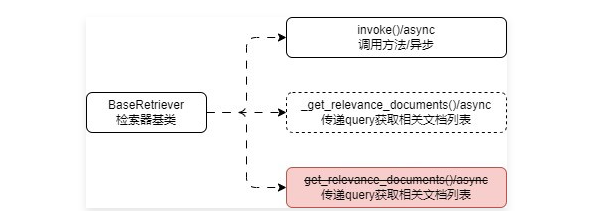 invoke()/async
调用方法/异步
BaseRetriever
检索器基类
_get_relevance_documents()/async
传递query获取相关文档列表
get_relevance_documents()/async
传递query获取相关文档列表